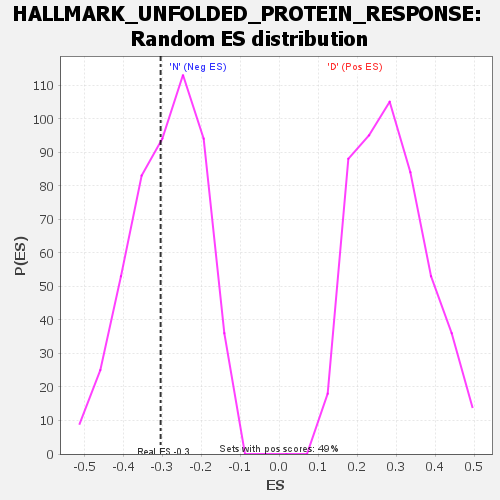 HALLMARK_UNFOLDED_PROTEIN_RESPONSE:
Random ES distribution
'N' (Neg ES)
'D' (Pos ES)
110
100
90
80
70
60
50
40
30
20
10
0
P(ES)
Real ES -0.3
Sets with pos scores: 49%
-0.5 -0.4 -0.3 -0.2 -0.1 0.0 0.1 0.2 0.3 0.4 0.5
ES